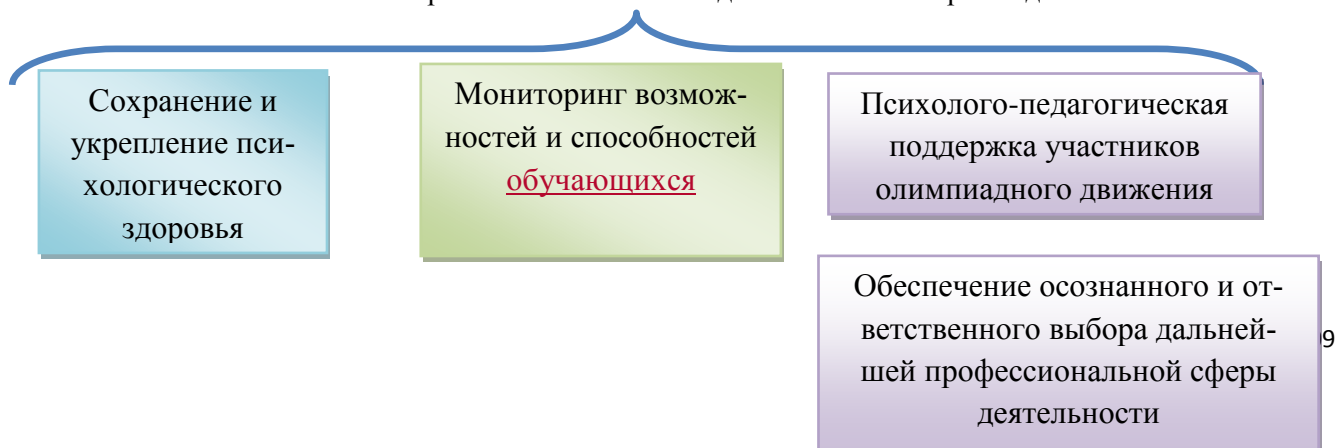 Сохранение и
укрепление пси-
хологического
здоровья
Мониторинг возмож-
ностей и способностей
обучающихся
Психолого-педагогическая
поддержка участников
олимпиадного движения
Обеспечение осознанного и от-
ветственного выбора дальней-
шей профессиональной сферы
деятельности